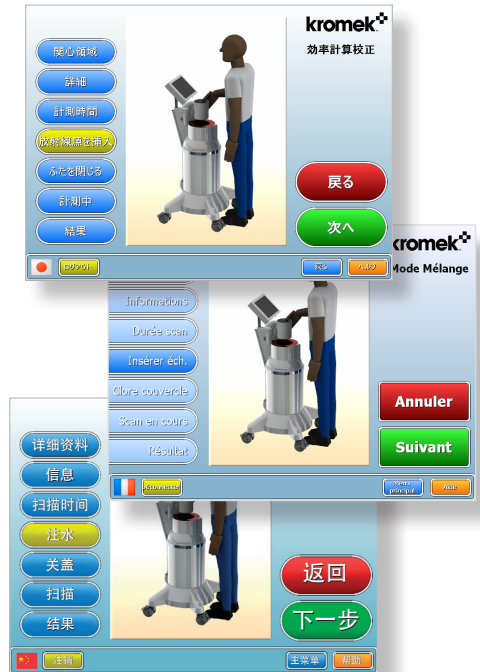 kromek
効率計算校正
関心領域
詳細
計測時間
放射線源を挿入
ふたを閉じる
計測中
結果
戻る
次へ
ログアウト
戻る
ヘルプ
kromek
Mode Mélange
Informations
Durée scan
Insérer éch.
Clore couvercle
Scan en cours
Résultat
Annuler
Suivant
Déconnecter
Menu
principal
Aide
详细资料
信息
扫描时间
注水
关盖
扫描
结果
返回
下一步
注销
主菜单
帮助